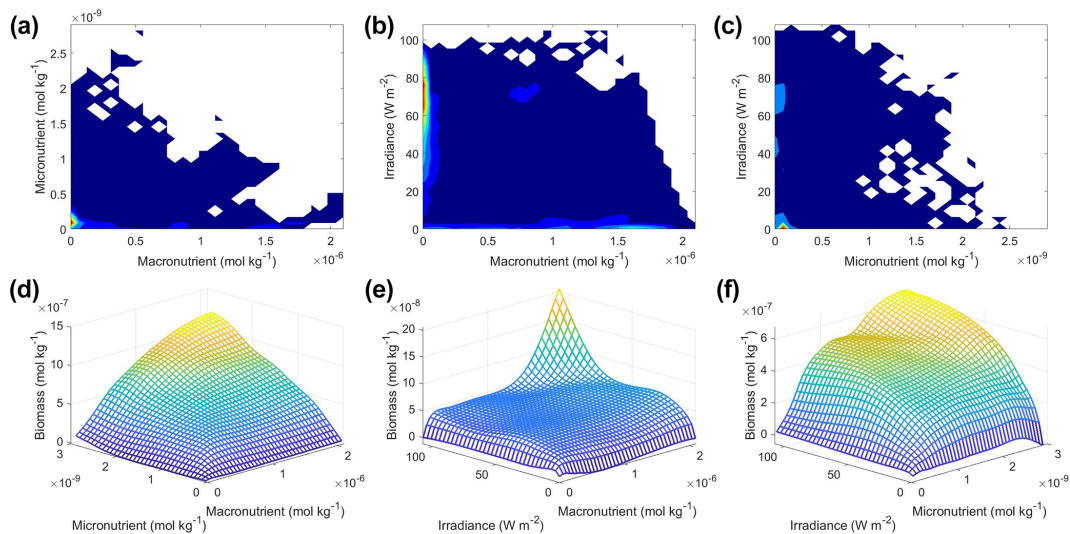 (a)
×10⁻⁹
2.5
2
1.5
1
0.5
0
Micronutrient (mol kg⁻¹)
0 0.5 1 1.5 2
×10⁻⁶
Macronutrient (mol kg⁻¹)
(b)
100
80
60
40
20
0
Irradiance (W m⁻²)
0 0.5 1 1.5 2
×10⁻⁶
Macronutrient (mol kg⁻¹)
(c)
100
80
60
40
20
0
Irradiance (W m⁻²)
0 0.5 1 1.5 2 2.5
×10⁻⁹
Micronutrient (mol kg⁻¹)
(d)
×10⁻⁷
15
10
5
0
Biomass (mol kg⁻¹)
3 2 1 0
×10⁻⁹
Micronutrient (mol kg⁻¹)
0 1 2
×10⁻⁶
Macronutrient (mol kg⁻¹)
(e)
×10⁻⁸
20
15
10
5
0
Biomass (mol kg⁻¹)
100 50 0
Irradiance (W m⁻²)
0 1 2
×10⁻⁶
Macronutrient (mol kg⁻¹)
(f)
×10⁻⁷
6
4
2
0
Biomass (mol kg⁻¹)
100 50 0
Irradiance (W m⁻²)
0 1 2 3
×10⁻⁹
Micronutrient (mol kg⁻¹)